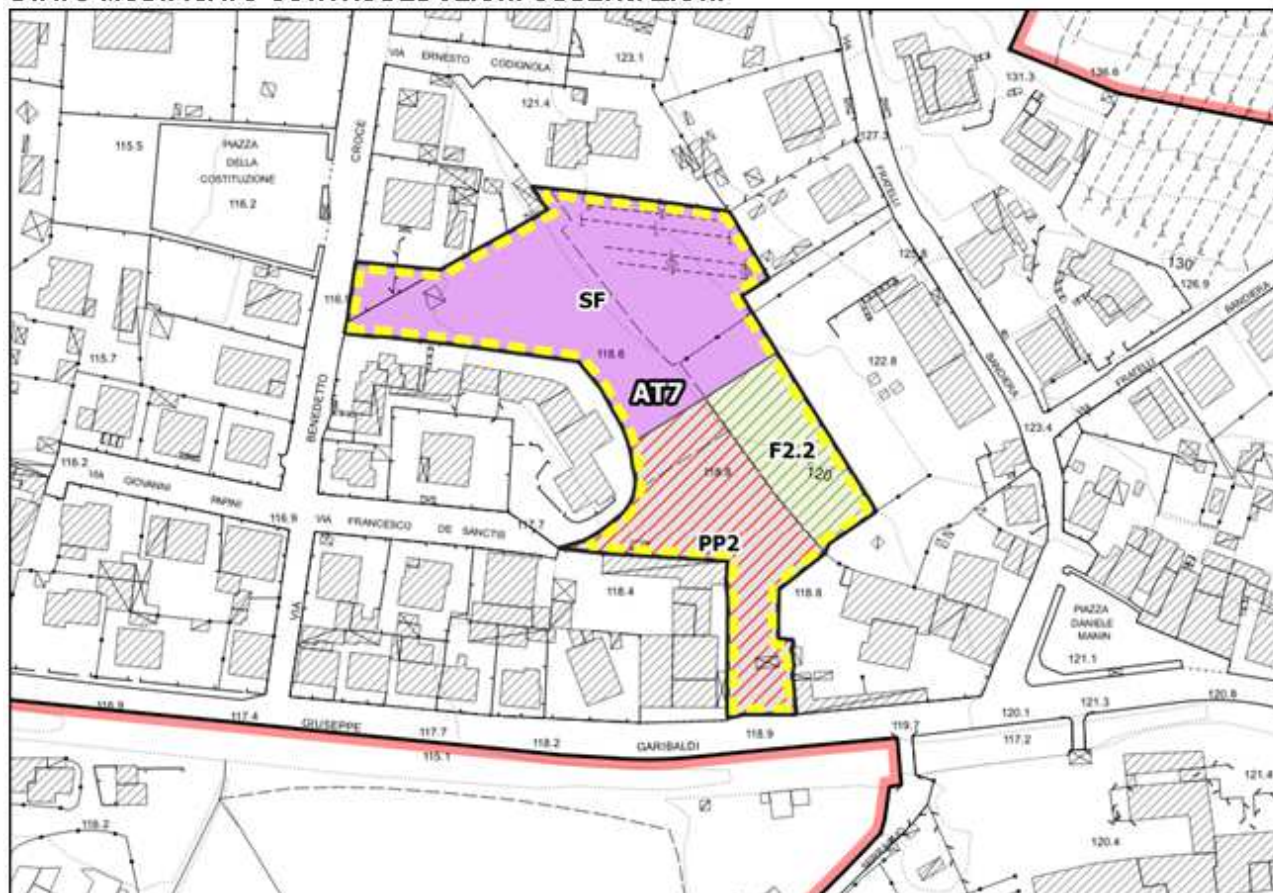 VIA ERNESTO CODIGNOLA
123.1
VIA
131.3
136.6
121.4
127.3
115.5
PIAZZA
DELLA
COSTITUZIONE
116.2
CROCE
FRATELLI
125.8
130
126.9
BANDIERA
SF
118.6
122.8
115.7
AT7
BANDIERA
FRATELLI
VIA
123.4
BENEDETTO
F2.2
120
116.2
VIA GIOVANNI PAPINI
116.9
VIA FRANCESCO DE SANCTIS
117.7
PP2
118.4
118.8
PIAZZA
DANIELE
MANIN
121.1
VIA
116.9
117.4
GIUSEPPE
117.7
118.2
GARIBALDI
118.9
119.7
120.1
121.3
120.8
115.1
117.2
121.4
118.2
120.4